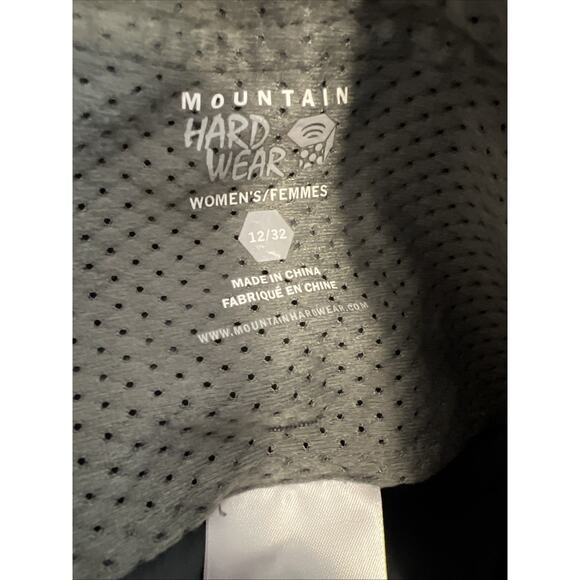 MOUNTAIN
HARD
WEAR
WOMEN'S/FEMMES
12/32
MADE IN CHINA
FABRIQUÉ EN CHINE
WWW.MOUNTAINHARDWEAR.COM